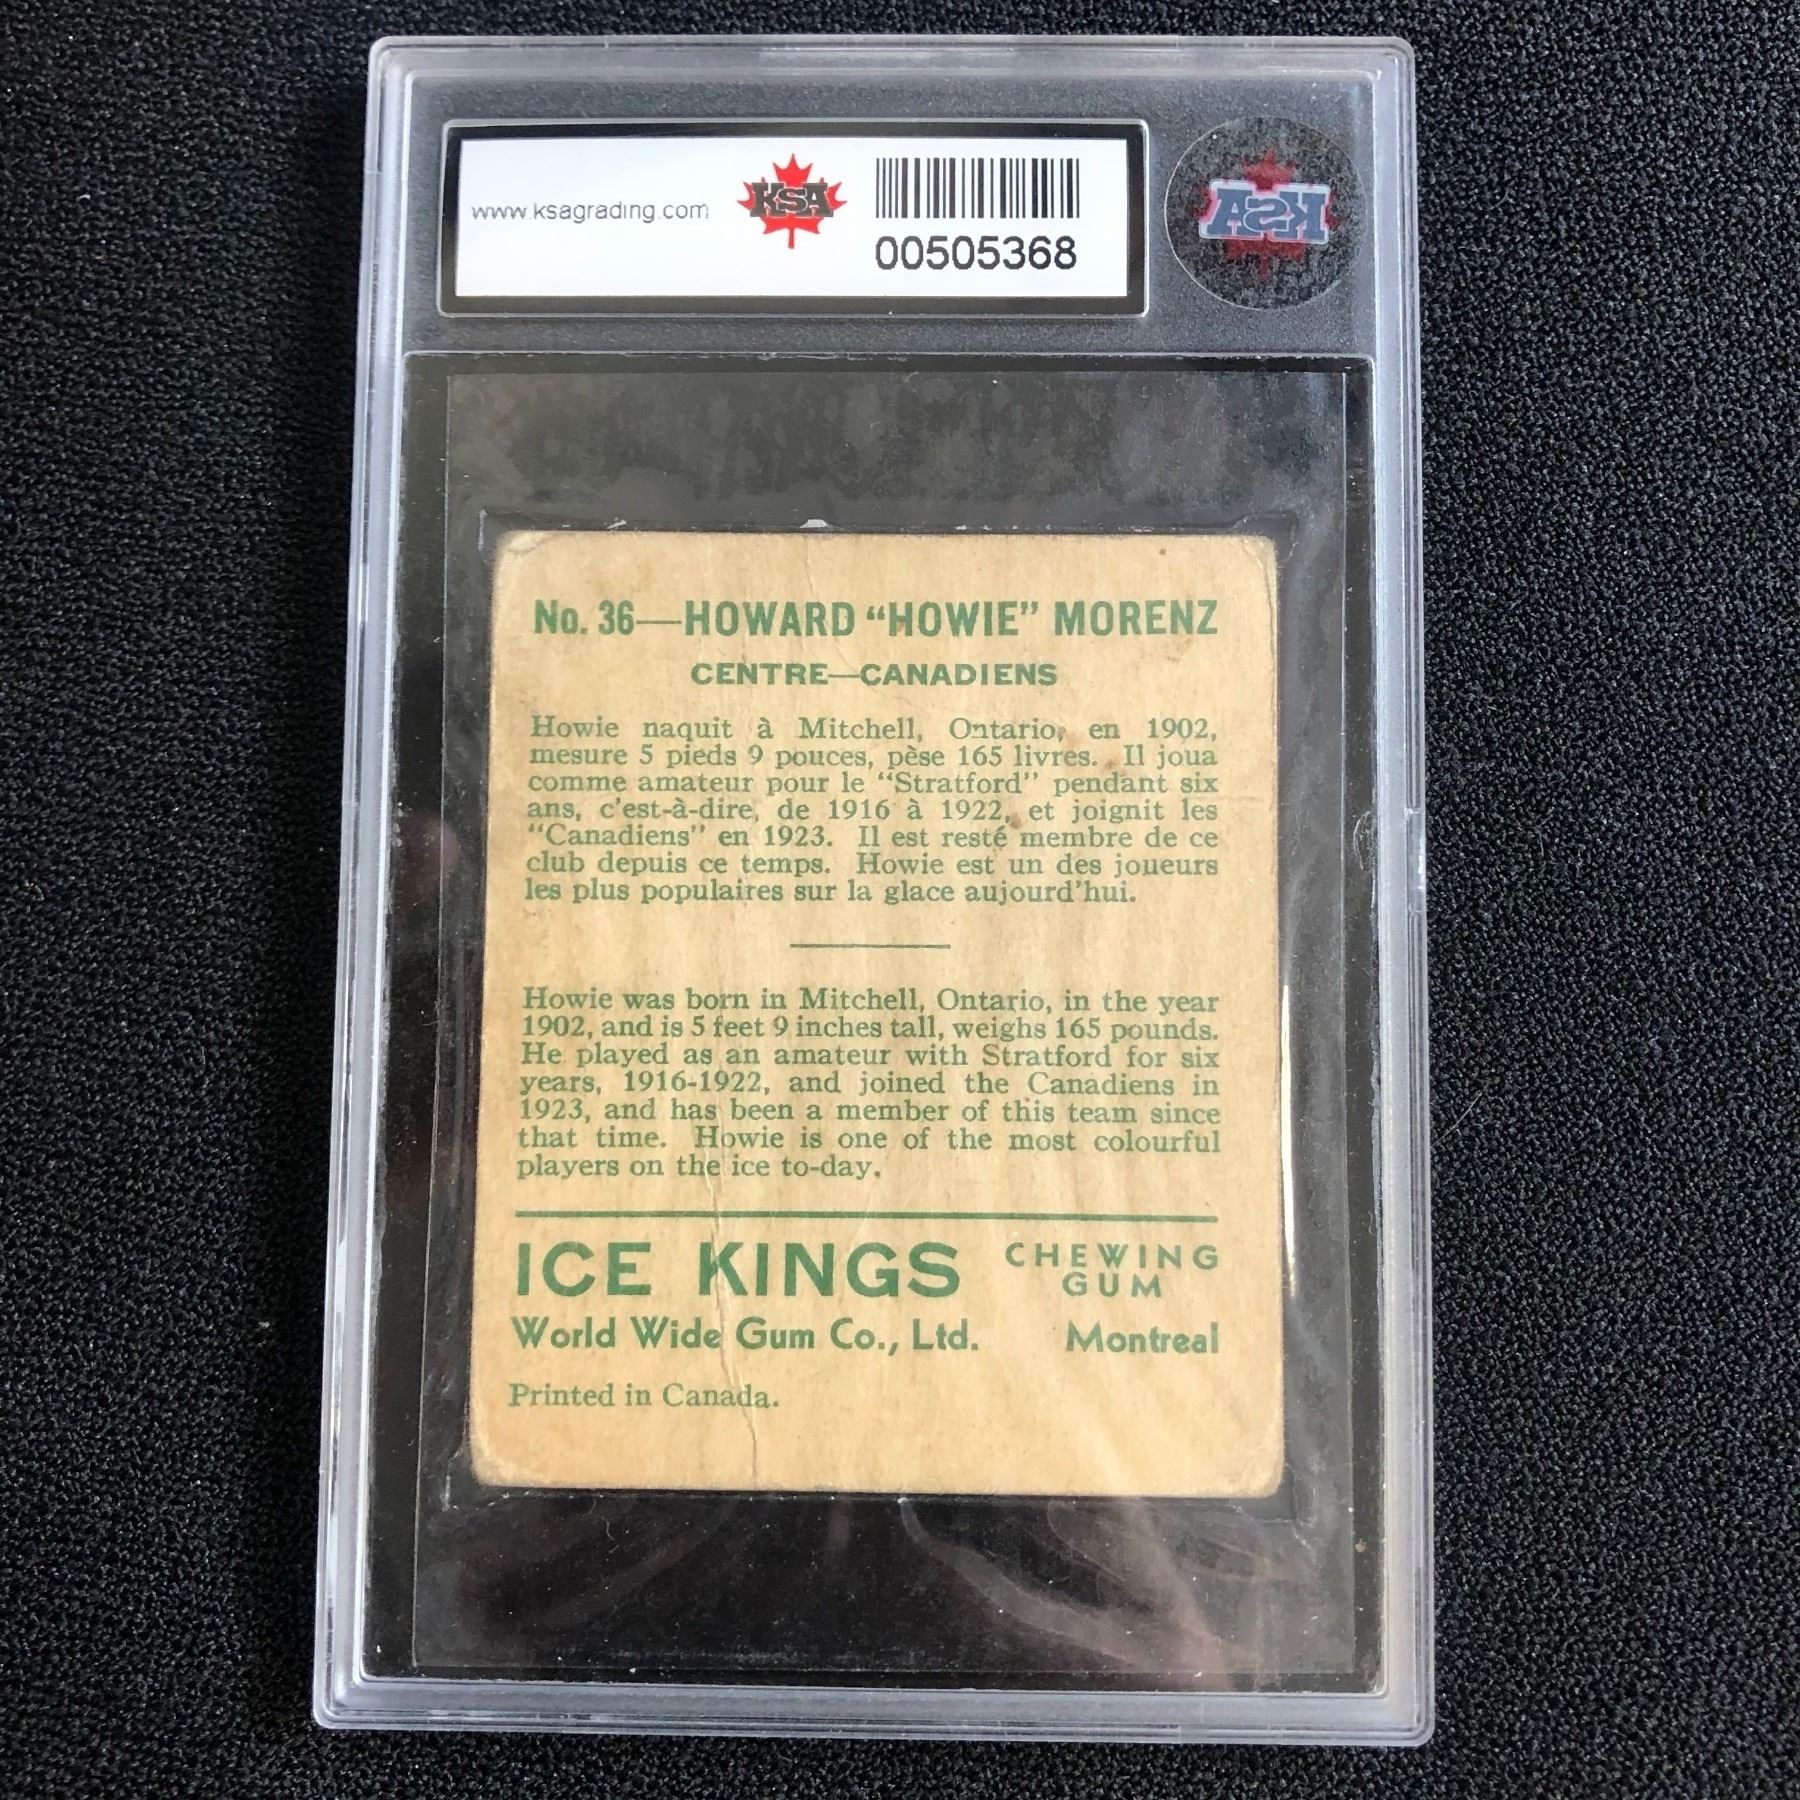 www.ksagrading.com
KSA
00505368
KSA
No. 36—HOWARD “HOWIE” MORENZ
CENTRE—CANADIENS
Howie naquit à Mitchell, Ontario, en 1902,
mesure 5 pieds 9 pouces, pèse 165 livres. Il joua
comme amateur pour le “Stratford” pendant six
ans, c'est-à-dire, de 1916 à 1922, et joignit les
“Canadiens” en 1923. Il est resté membre de ce
club depuis ce temps. Howie est un des joueurs
les plus populaires sur la glace aujourd'hui.
Howie was born in Mitchell, Ontario, in the year
1902, and is 5 feet 9 inches tall, weighs 165 pounds.
He played as an amateur with Stratford for six
years, 1916-1922, and joined the Canadiens in
1923, and has been a member of this team since
that time. Howie is one of the most colourful
players on the ice to-day.
ICE KINGS CHEWING
GUM
World Wide Gum Co., Ltd. Montreal
Printed in Canada.